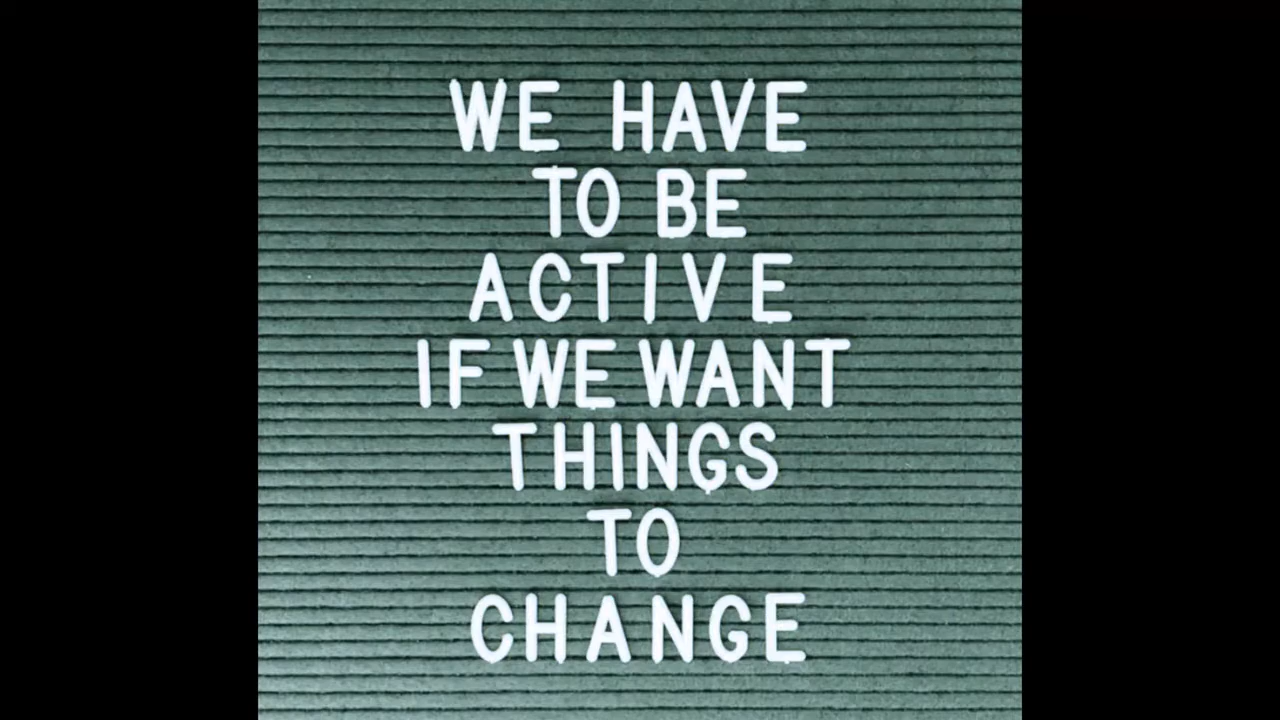 WE HAVE
TO BE
ACTIVE
IF WE WANT
THINGS
TO
CHANGE